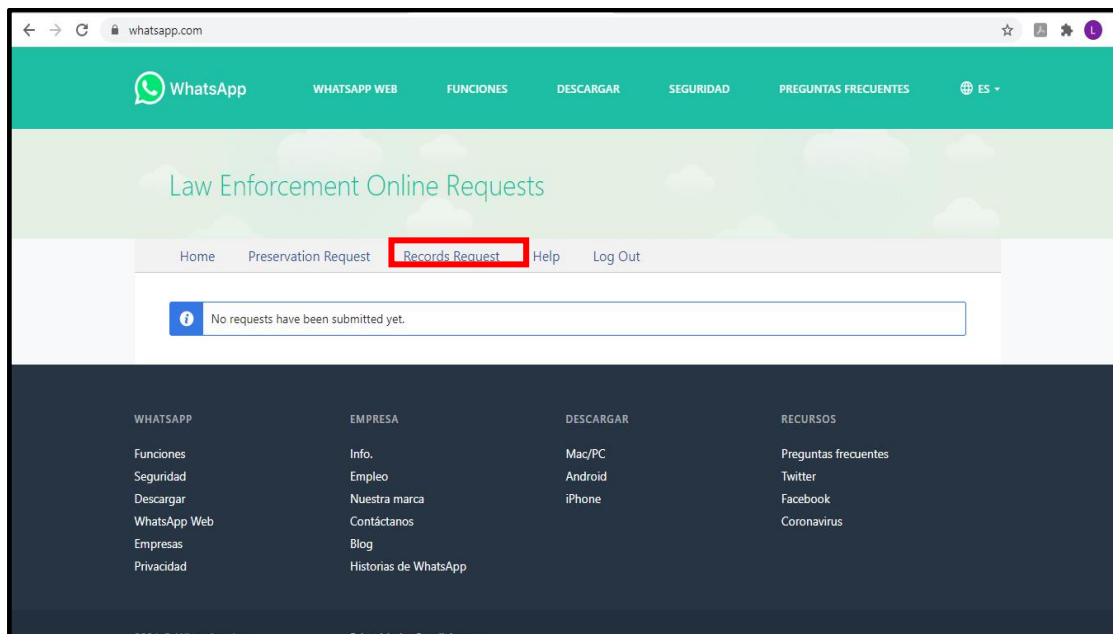 whatsapp.com
L
WhatsApp WHATSAPP WEB FUNCIONES DESCARGAR SEGURIDAD PREGUNTAS FRECUENTES ES
Law Enforcement Online Requests
Home Preservation Request Records Request Help Log Out
No requests have been submitted yet.
WHATSAPP EMPRESA DESCARGAR RECURSOS
Funciones Info. Mac/PC Preguntas frecuentes
Seguridad Empleo Android Twitter
Descargar Nuestra marca iPhone Facebook
WhatsApp Web Contáctanos Coronavirus
Empresas Blog
Privacidad Historias de WhatsApp